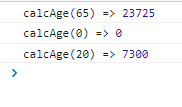 calcAge(65) => 23725
calcAge(0) => 0
calcAge(20) => 7300
>